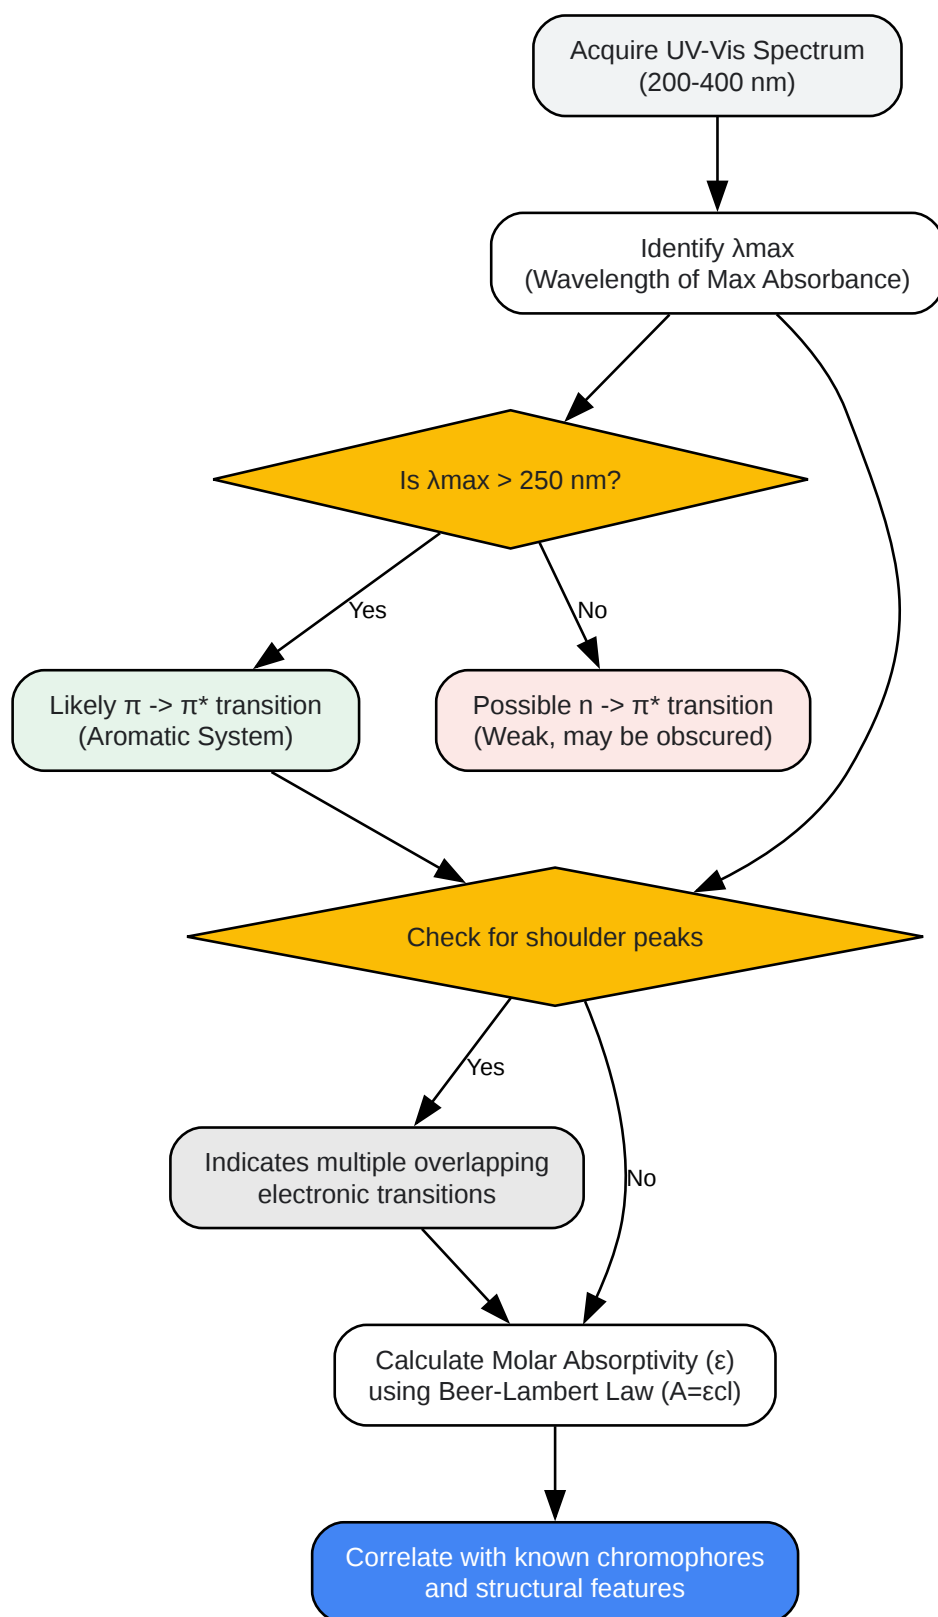 Acquire UV-Vis Spectrum
(200-400 nm)
Identify λmax
(Wavelength of Max Absorbance)
Is λmax > 250 nm?
Yes
No
Likely π -> π* transition
(Aromatic System)
Possible n -> π* transition
(Weak, may be obscured)
Check for shoulder peaks
Yes
Indicates multiple overlapping
electronic transitions
No
Calculate Molar Absorptivity (ε)
using Beer-Lambert Law (A=εcl)
Correlate with known chromophores
and structural features